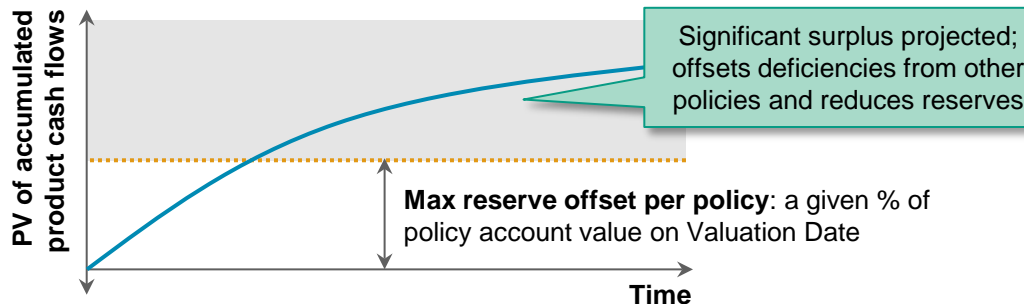 PV of accumulated
product cash flows
Significant surplus projected;
offsets deficiencies from other
policies and reduces reserves
Max reserve offset per policy: a given % of
policy account value on Valuation Date
Time